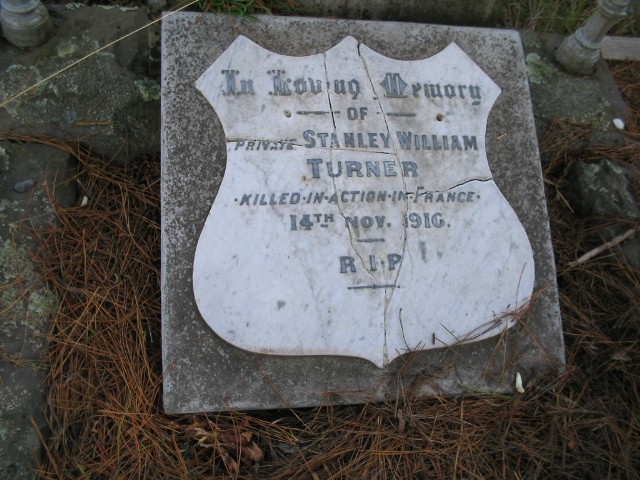 In Loving Memory
OF
PRIVATE STANLEY WILLIAM
TURNER
·KILLED·IN·ACTION·IN·FRANCE·
14TH NOV. 1916.
R I P